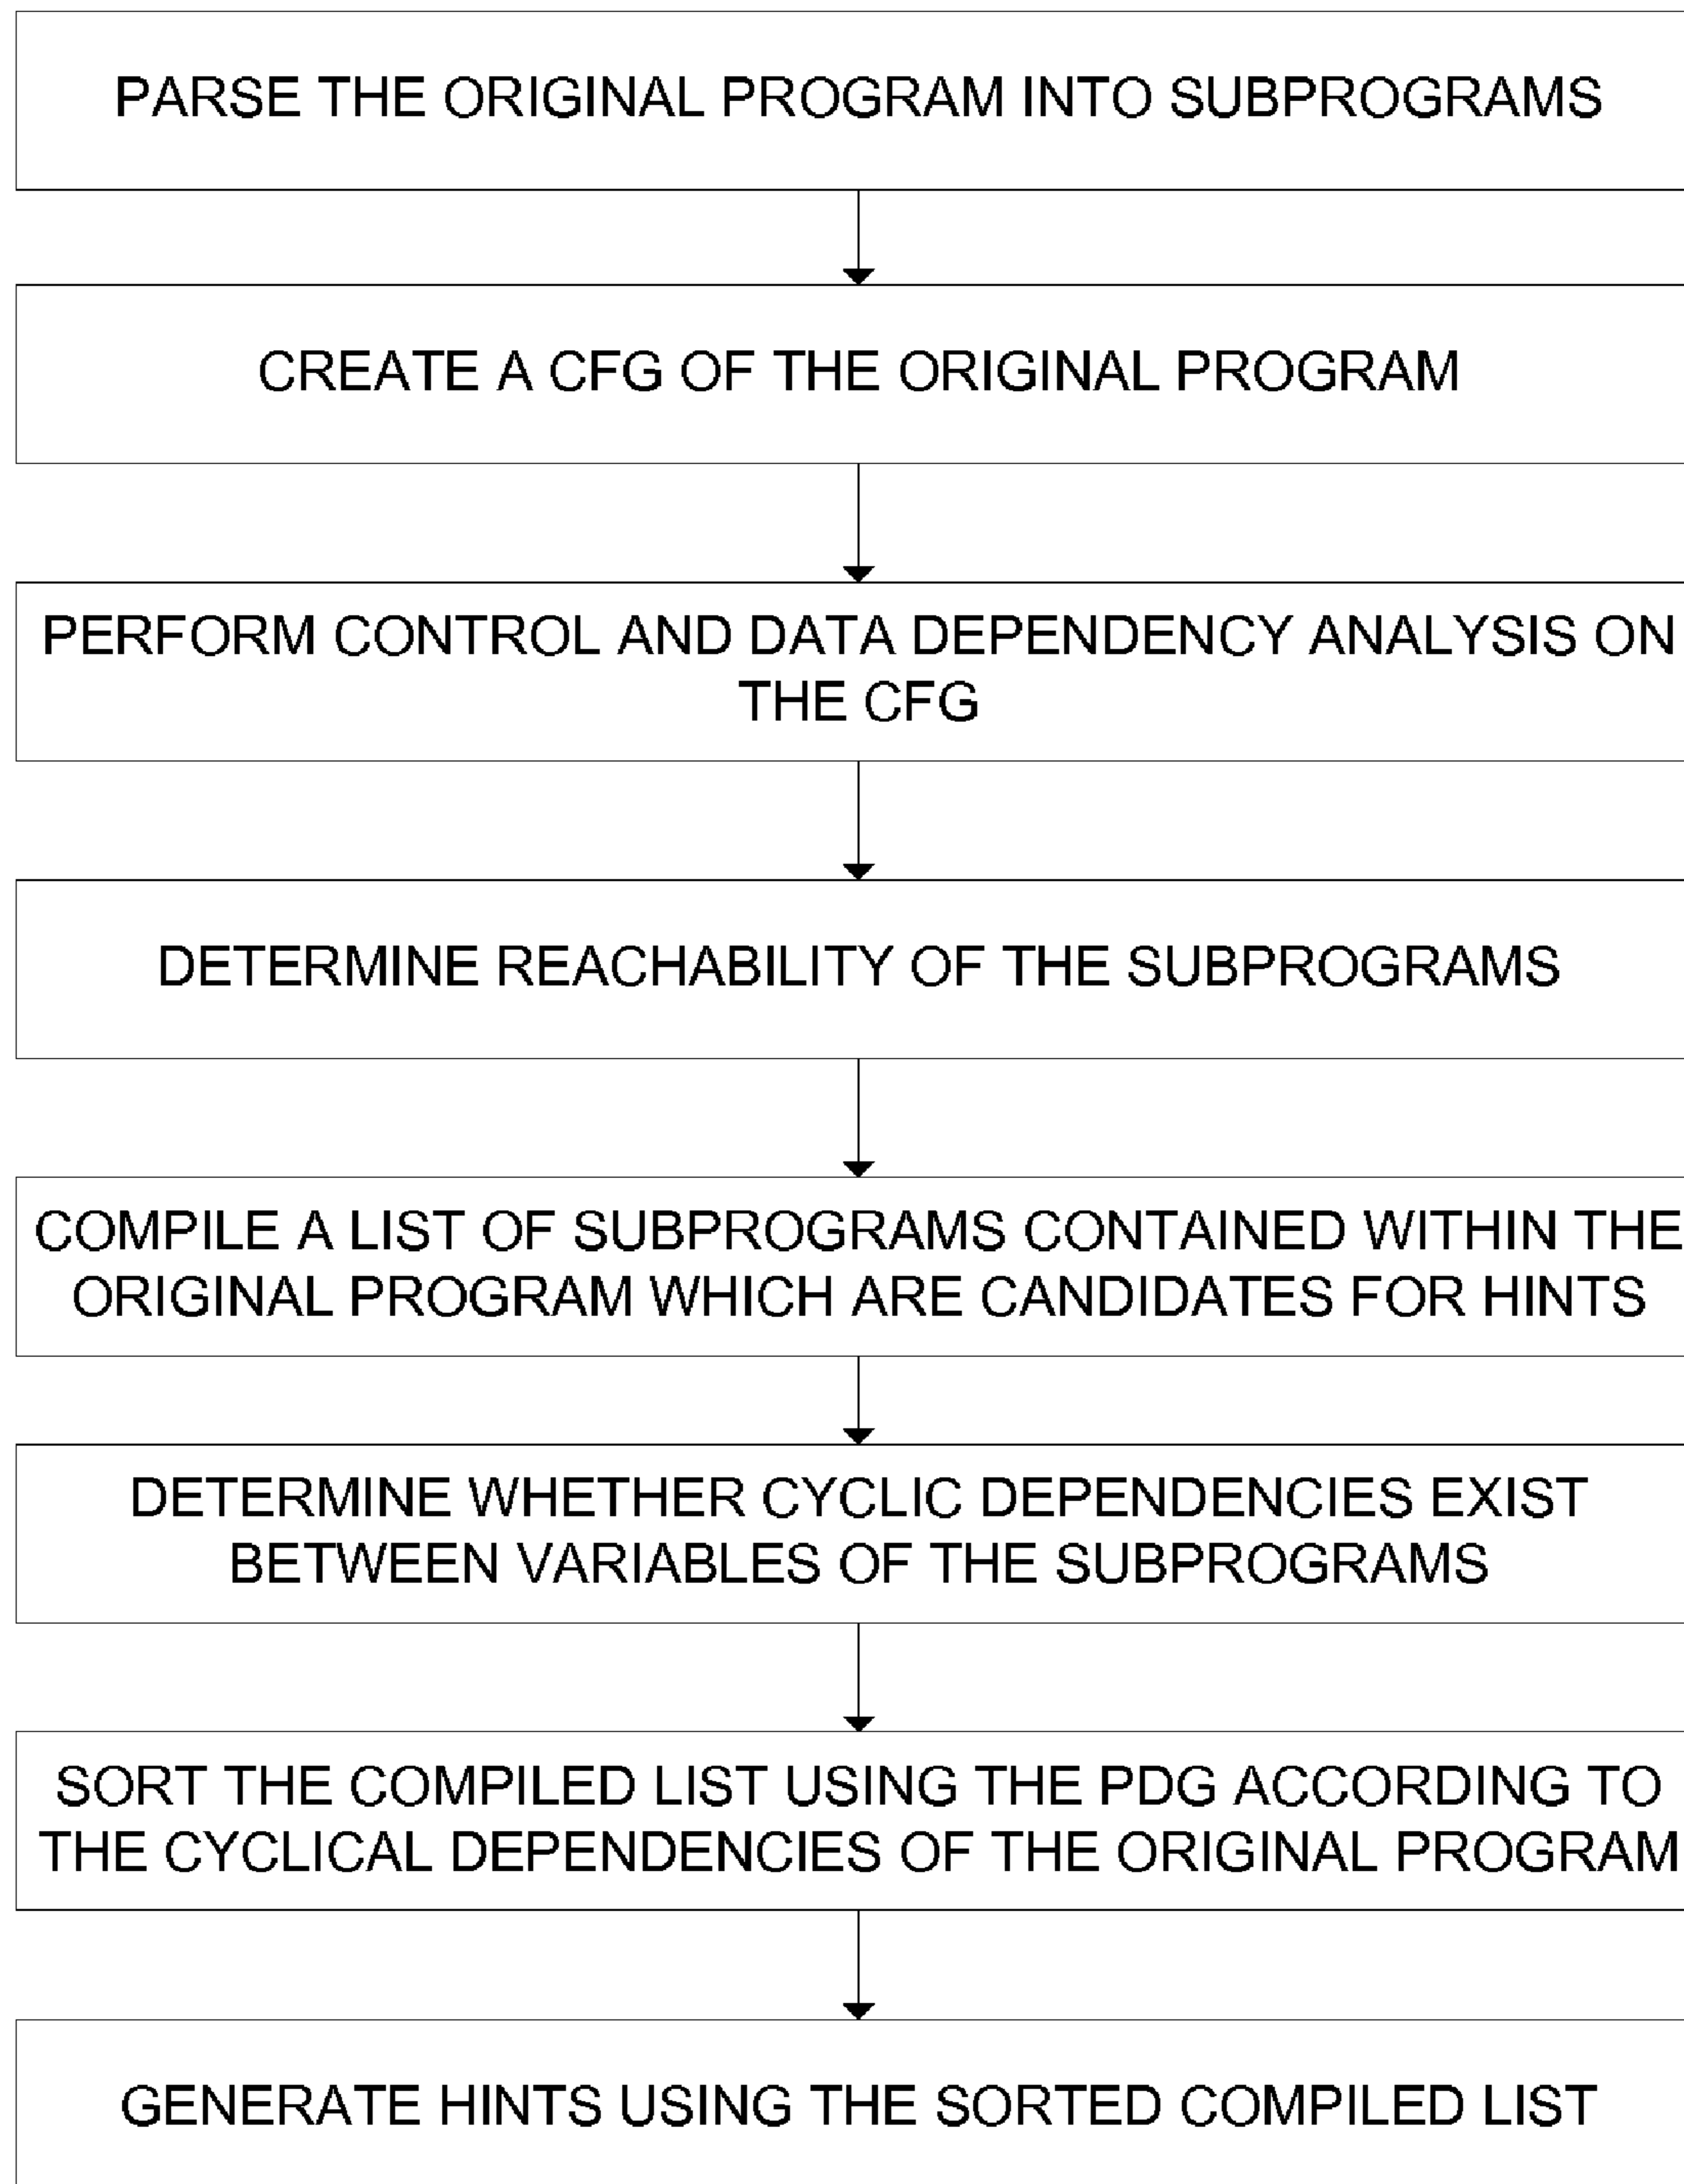 PARSE THE ORIGINAL PROGRAM INTO SUBPROGRAMS
CREATE A CFG OF THE ORIGINAL PROGRAM
PERFORM CONTROL AND DATA DEPENDENCY ANALYSIS ON
THE CFG
DETERMINE REACHABILITY OF THE SUBPROGRAMS
COMPILE A LIST OF SUBPROGRAMS CONTAINED WITHIN THE
ORIGINAL PROGRAM WHICH ARE CANDIDATES FOR HINTS
DETERMINE WHETHER CYCLIC DEPENDENCIES EXIST
BETWEEN VARIABLES OF THE SUBPROGRAMS
SORT THE COMPILED LIST USING THE PDG ACCORDING TO
THE CYCLICAL DEPENDENCIES OF THE ORIGINAL PROGRAM
GENERATE HINTS USING THE SORTED COMPILED LIST